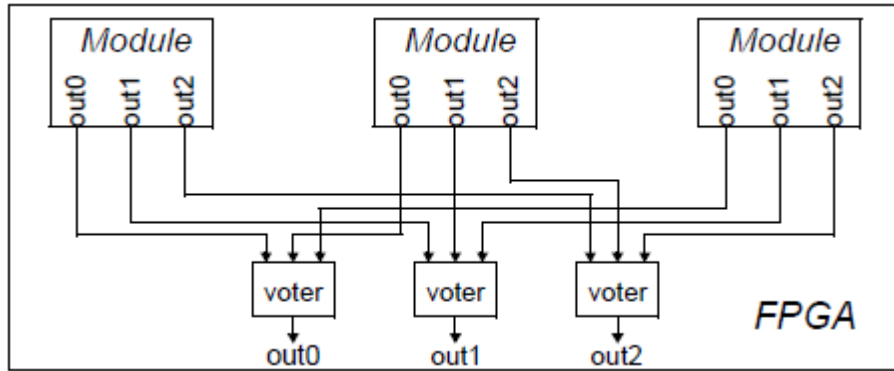 Module Module Module
out0 out1 out2 out0 out1 out2 out0 out1 out2
voter voter voter
FPGA
out0 out1 out2